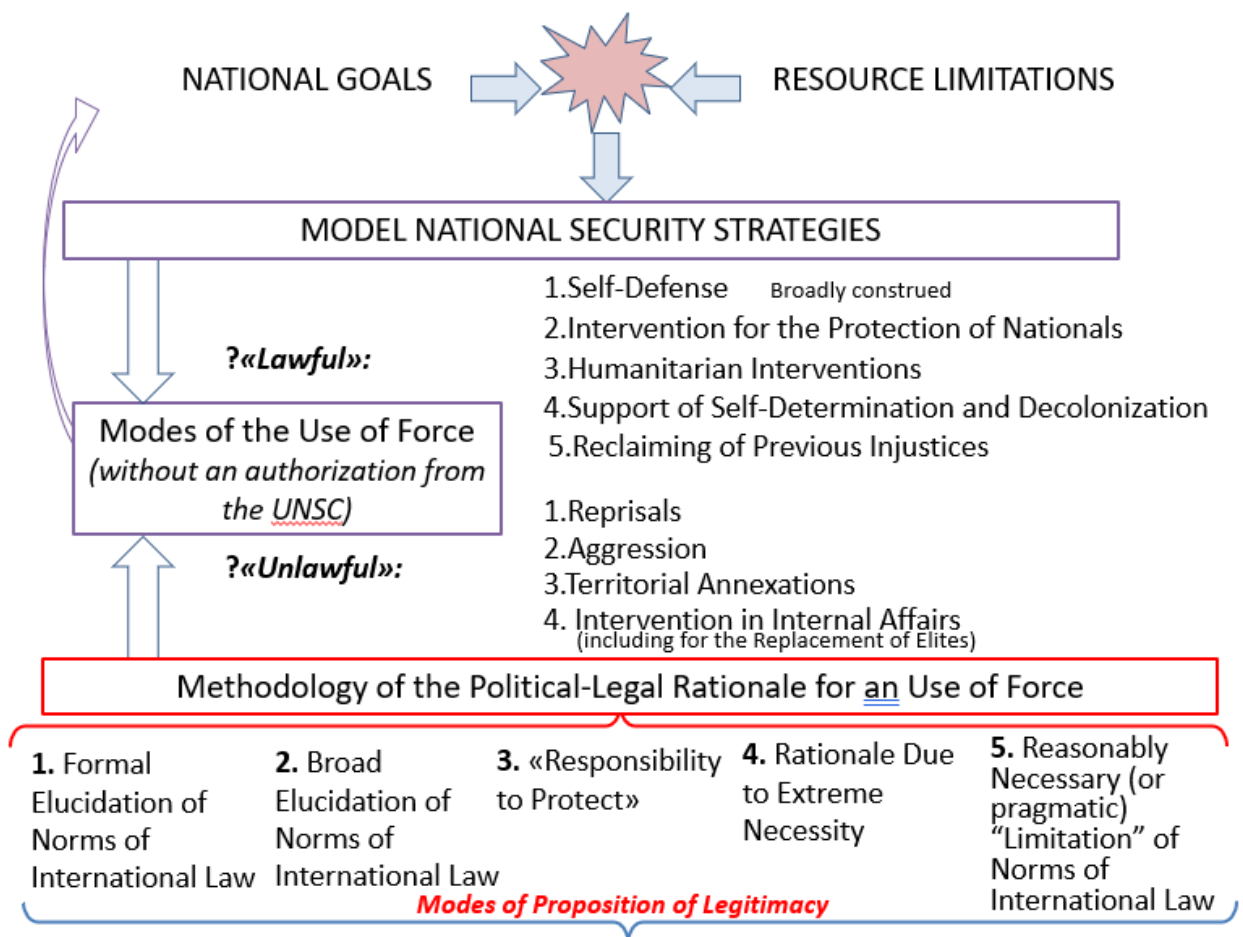 NATIONAL GOALS
RESOURCE LIMITATIONS
MODEL NATIONAL SECURITY STRATEGIES
?«Lawful»:
1.Self-Defense Broadly construed
2.Intervention for the Protection of Nationals
3.Humanitarian Interventions
4.Support of Self-Determination and Decolonization
5.Reclaiming of Previous Injustices
Modes of the Use of Force
(without an authorization from
the UNSC)
?«Unlawful»:
1.Reprisals
2.Aggression
3.Territorial Annexations
4. Intervention in Internal Affairs
(including for the Replacement of Elites)
Methodology of the Political-Legal Rationale for an Use of Force
1. Formal
Elucidation of
Norms of
International Law
2. Broad
Elucidation of
Norms of
International Law
3. «Responsibility
to Protect»
4. Rationale Due
to Extreme
Necessity
5. Reasonably
Necessary (or
pragmatic)
“Limitation” of
Norms of
International Law
Modes of Proposition of Legitimacy